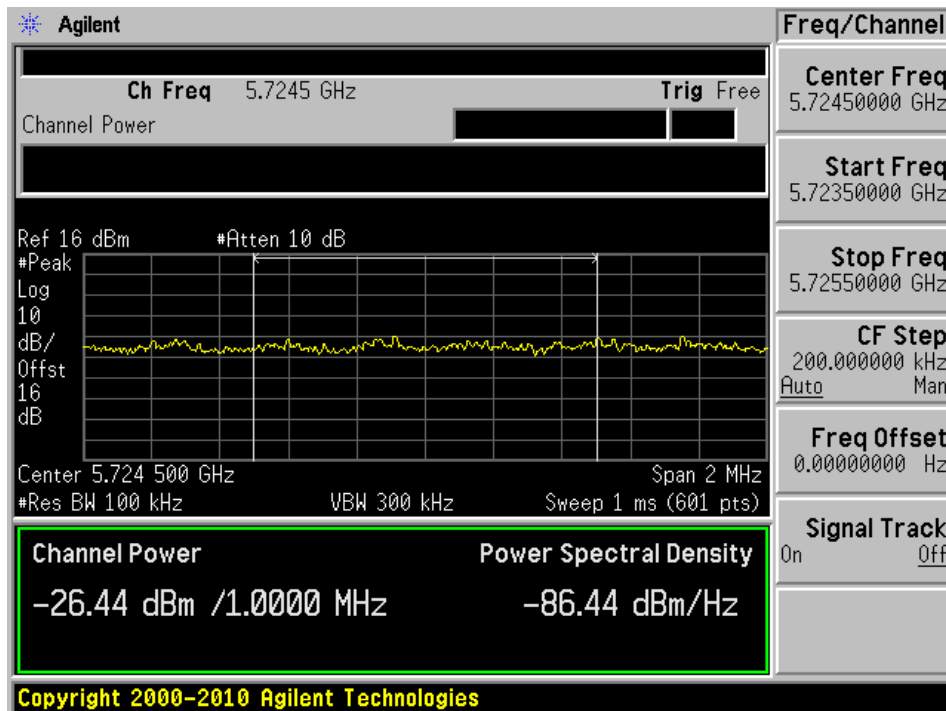 Agilent
Freq/Channel
Ch Freq 5.7245 GHz Trig Free
Channel Power
Center Freq
5.72450000 GHz
Start Freq
5.72350000 GHz
Stop Freq
5.72550000 GHz
CF Step
200.000000 kHz
Auto Man
Freq Offset
0.00000000 Hz
Signal Track
On Off
Ref 16 dBm #Atten 10 dB
#Peak
Log
10
dB/
Offst
16
dB
Center 5.724 500 GHz Span 2 MHz
#Res BW 100 kHz VBW 300 kHz Sweep 1 ms (601 pts)
Channel Power Power Spectral Density
-26.44 dBm /1.0000 MHz -86.44 dBm/Hz
Copyright 2000-2010 Agilent Technologies